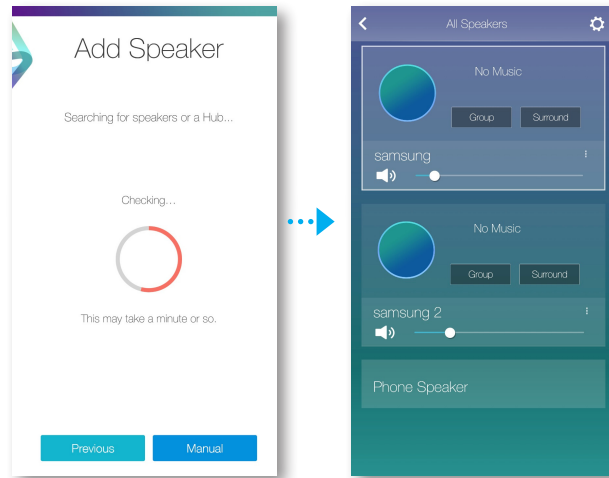 Add Speaker
Searching for speakers or a Hub...
Checking...
This may take a minute or so.
Previous
Manual
All Speakers
No Music
Group
Surround
samsung
No Music
Group
Surround
samsung 2
Phone Speaker